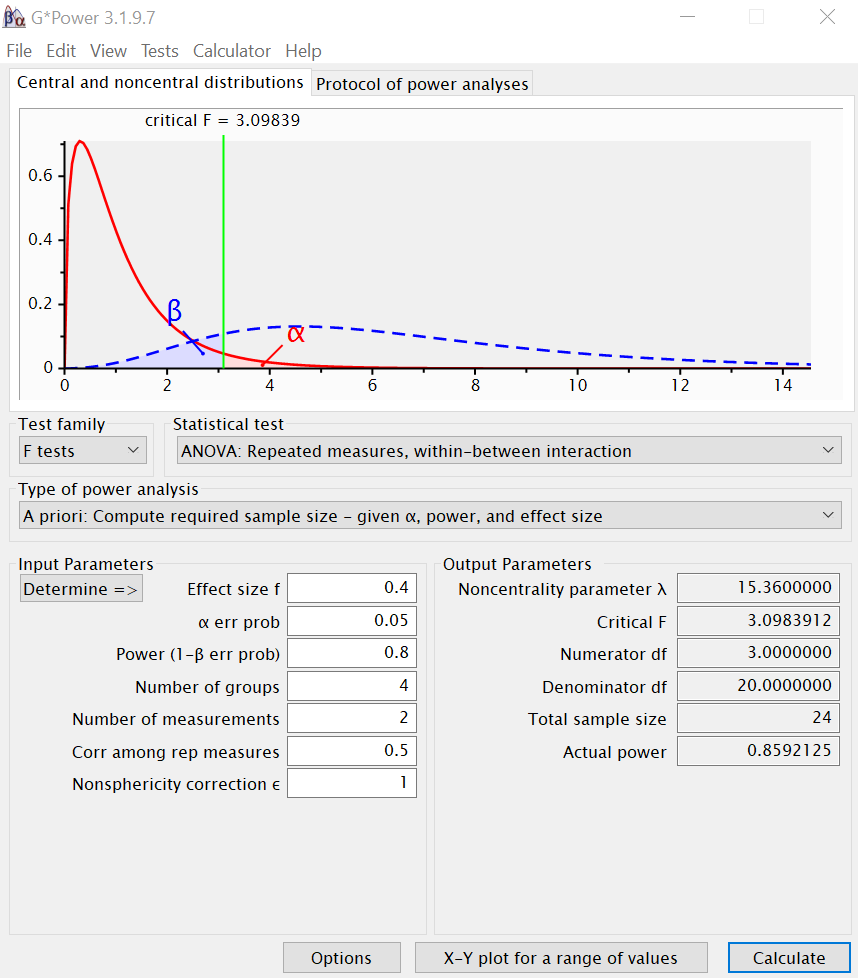 G*Power 3.1.9.7
File Edit View Tests Calculator Help
Central and noncentral distributions Protocol of power analyses
critical F = 3.09839
0.6
0.4
0.2
0
β
α
0 2 4 6 8 10 12 14
Test family Statistical test
F tests ANOVA: Repeated measures, within-between interaction
Type of power analysis
A priori: Compute required sample size - given α, power, and effect size
Input Parameters
Determine => Effect size f 0.4
α err prob 0.05
Power (1-β err prob) 0.8
Number of groups 4
Number of measurements 2
Corr among rep measures 0.5
Nonsphericity correction ϵ 1
Output Parameters
Noncentrality parameter λ 15.3600000
Critical F 3.0983912
Numerator df 3.0000000
Denominator df 20.0000000
Total sample size 24
Actual power 0.8592125
Options X-Y plot for a range of values Calculate